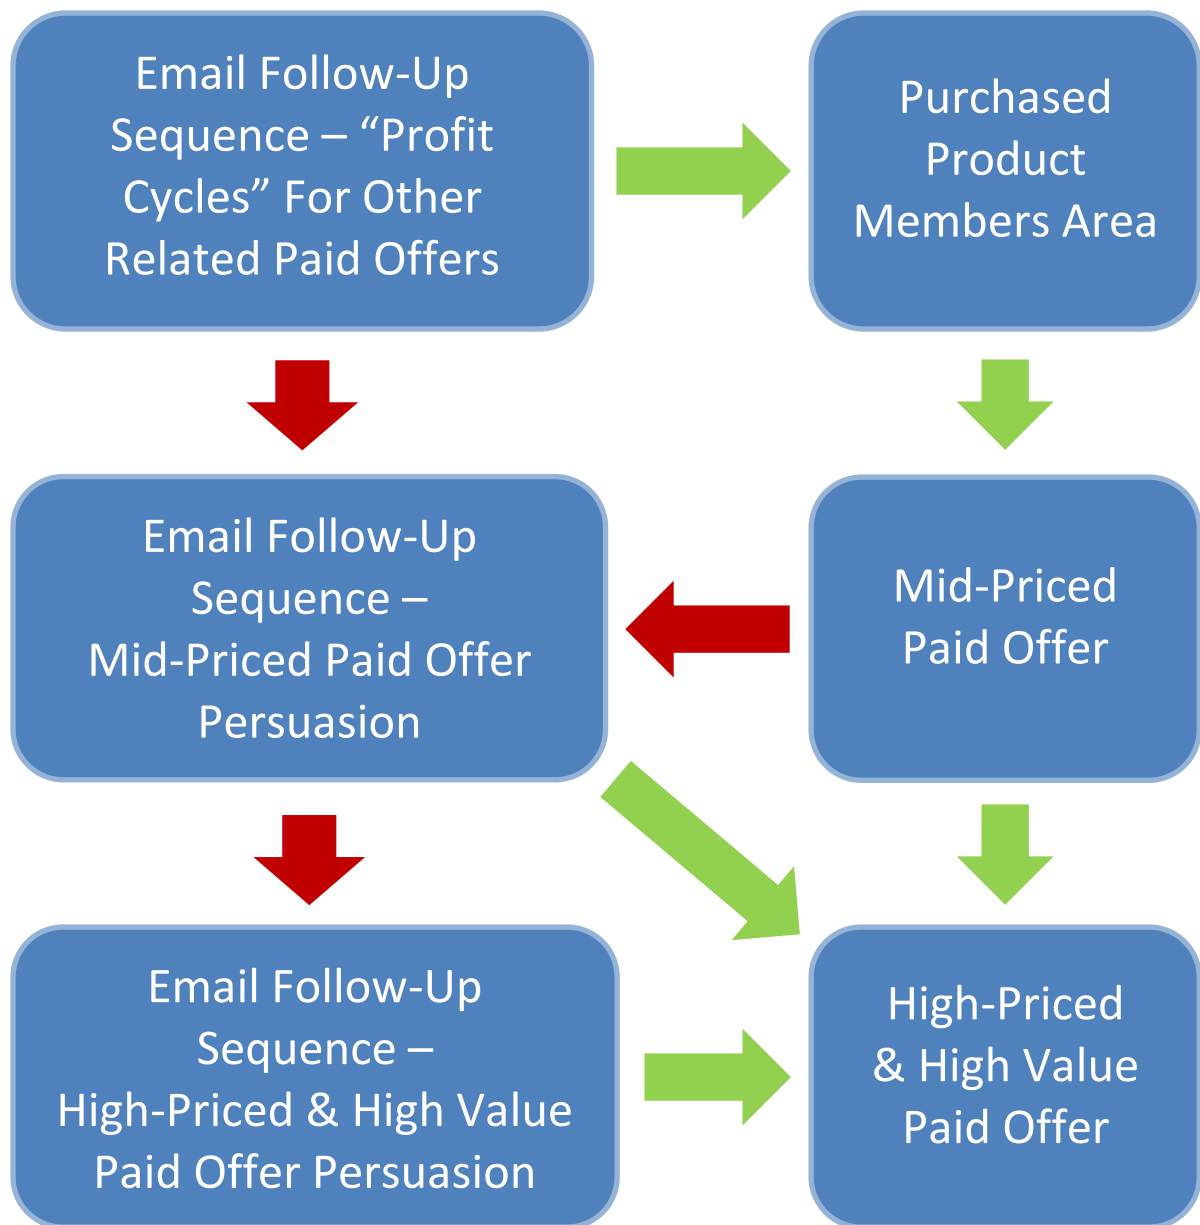 Email Follow-Up
Sequence – “Profit
Cycles” For Other
Related Paid Offers
Purchased
Product
Members Area
Email Follow-Up
Sequence –
Mid-Priced Paid Offer
Persuasion
Mid-Priced
Paid Offer
Email Follow-Up
Sequence –
High-Priced & High Value
Paid Offer Persuasion
High-Priced
& High Value
Paid Offer